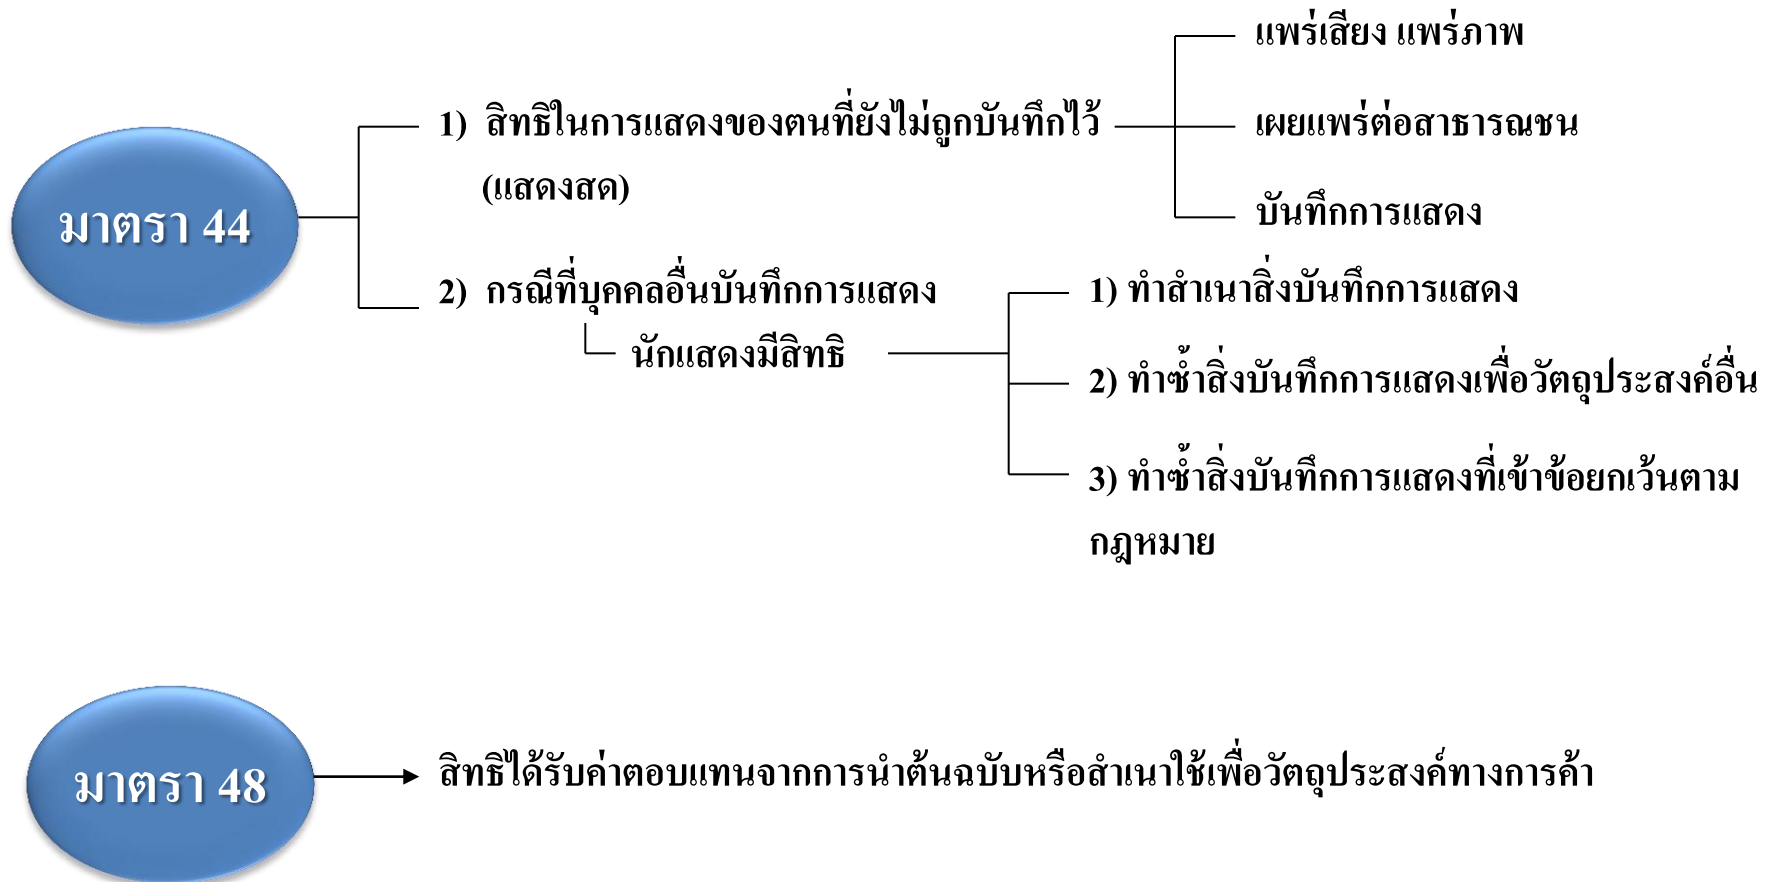 มาตรา 44
1) สิทธิในการแสดงของตนที่ยังไม่ถูกบันทึกไว้
(แสดงสด)
แพร่เสียง แพร่ภาพ
เผยแพร่ต่อสาธารณชน
บันทึกการแสดง
2) กรณีที่บุคคลอื่นบันทึกการแสดง
นักแสดงมีสิทธิ
1) ทำสำเนาสิ่งบันทึกการแสดง
2) ทำซ้ำสิ่งบันทึกการแสดงเพื่อวัตถุประสงค์อื่น
3) ทำซ้ำสิ่งบันทึกการแสดงที่เข้าข้อยกเว้นตาม
กฎหมาย
มาตรา 48
สิทธิได้รับค่าตอบแทนจากการนำต้นฉบับหรือสำเนาใช้เพื่อวัตถุประสงค์ทางการค้า